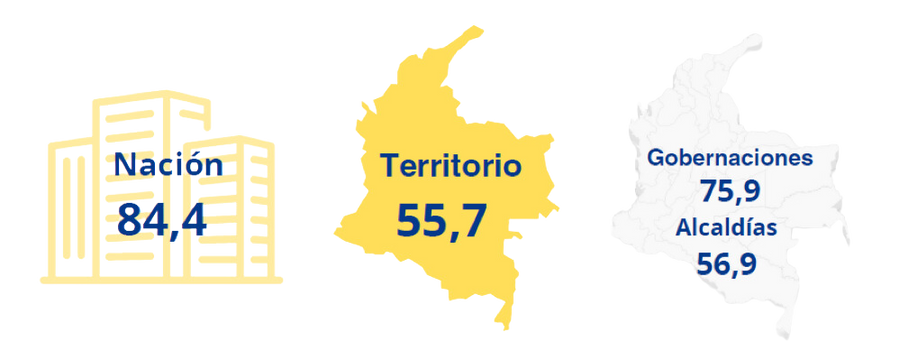 Nación
84,4
Territorio
55,7
Gobernaciones
75,9
Alcaldías
56,9